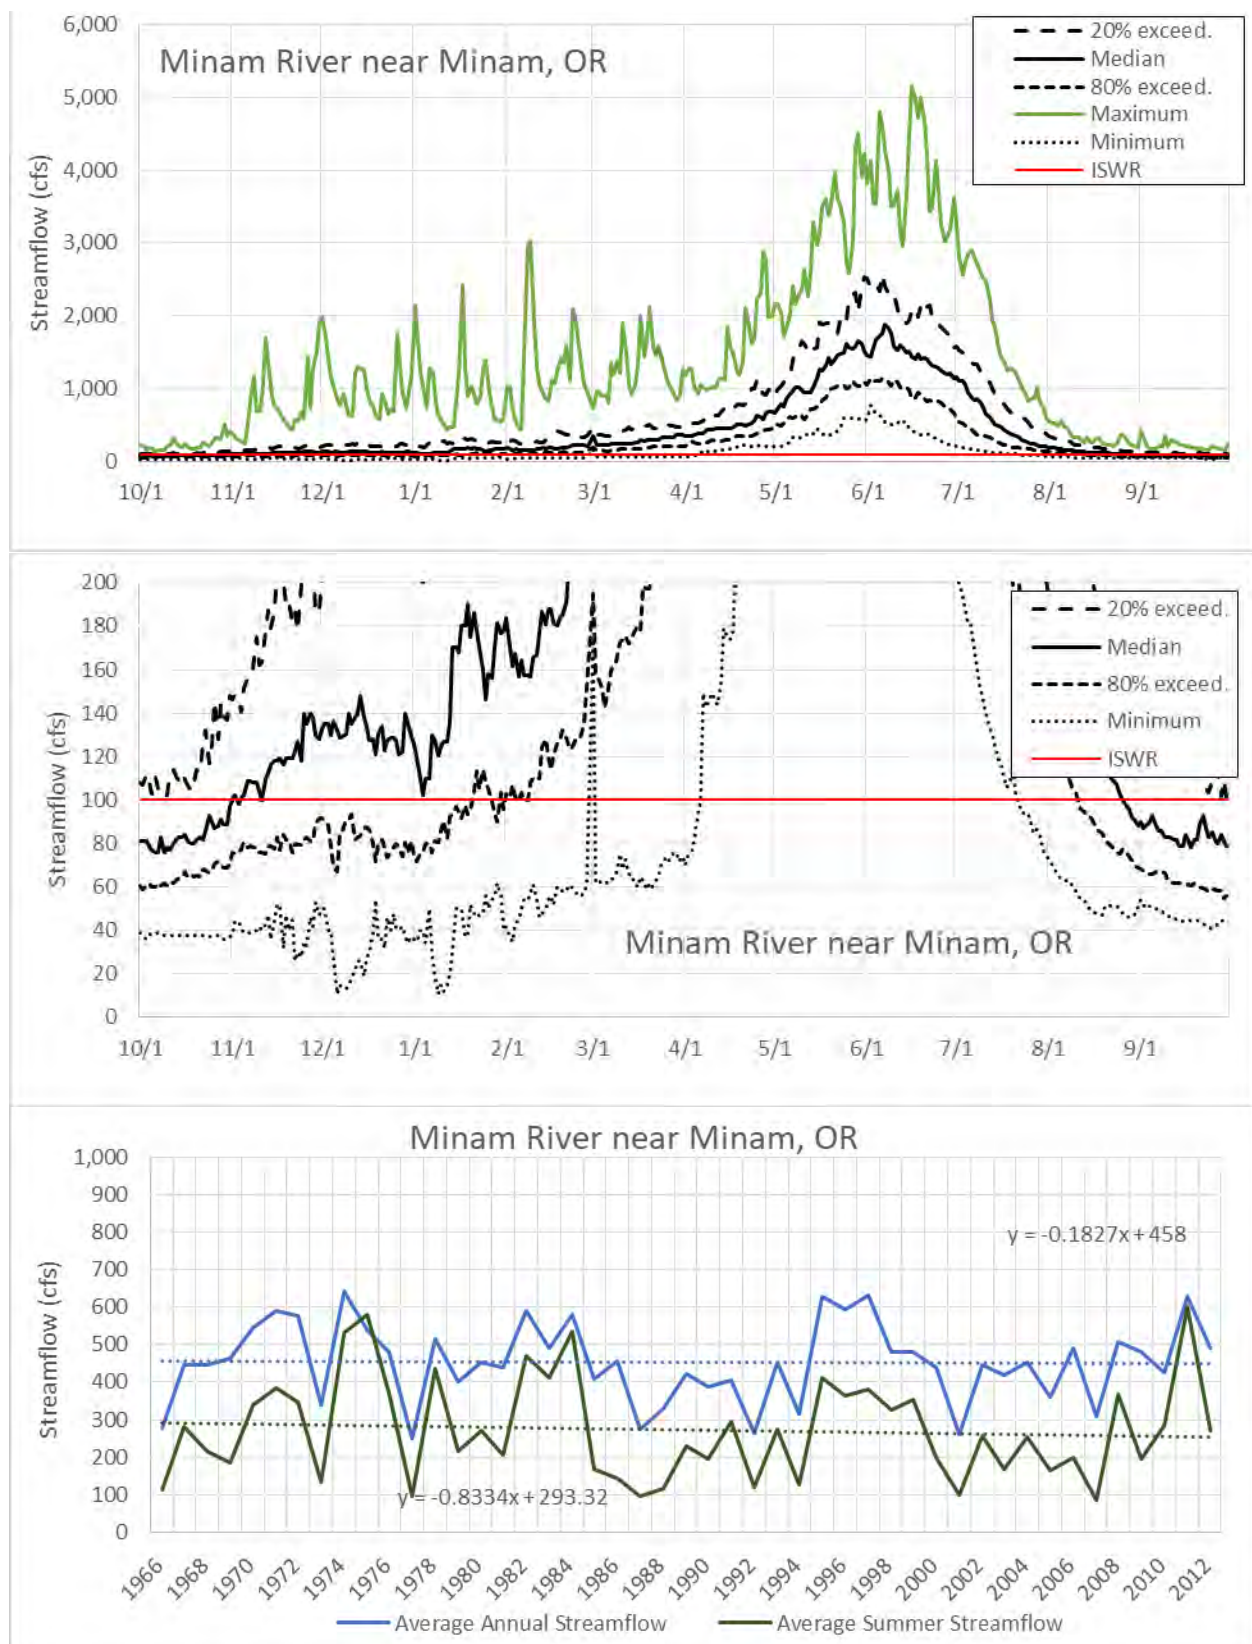 Minam River near Minam, OR
Streamflow (cfs)
6,000
5,000
4,000
3,000
2,000
1,000
0
10/1 11/1 12/1 1/1 2/1 3/1 4/1 5/1 6/1 7/1 8/1 9/1
20% exceed.
Median
80% exceed.
Maximum
Minimum
ISWR
Streamflow (cfs)
200
180
160
140
120
100
80
60
40
20
0
10/1 11/1 12/1 1/1 2/1 3/1 4/1 5/1 6/1 7/1 8/1 9/1
20% exceed.
Median
80% exceed.
Minimum
ISWR
Minam River near Minam, OR
Minam River near Minam, OR
Streamflow (cfs)
1,000
900
800
700
600
500
400
300
200
100
0
y = -0.1827x + 458
y = -0.8334x + 293.32
1966 1968 1970 1972 1974 1976 1978 1980 1982 1984 1986 1988 1990 1992 1994 1996 1998 2000 2002 2004 2006 2008 2010 2012
Average Annual Streamflow Average Summer Streamflow